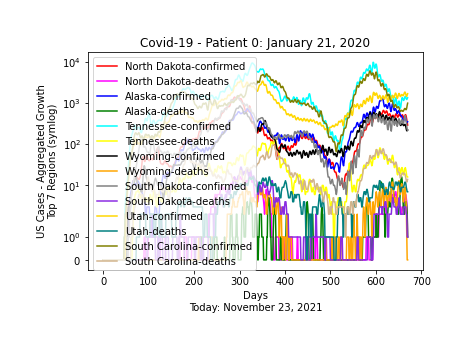 Covid-19 - Patient 0: January 21, 2020
US Cases - Aggregated Growth
Top 7 Regions (symlog)
10⁴
10³
10²
10¹
10⁰
0
North Dakota-confirmed
North Dakota-deaths
Alaska-confirmed
Alaska-deaths
Tennessee-confirmed
Tennessee-deaths
Wyoming-confirmed
Wyoming-deaths
South Dakota-confirmed
South Dakota-deaths
Utah-confirmed
Utah-deaths
South Carolina-confirmed
South Carolina-deaths
0 100 200 300 400 500 600 700
Days
Today: November 23, 2021